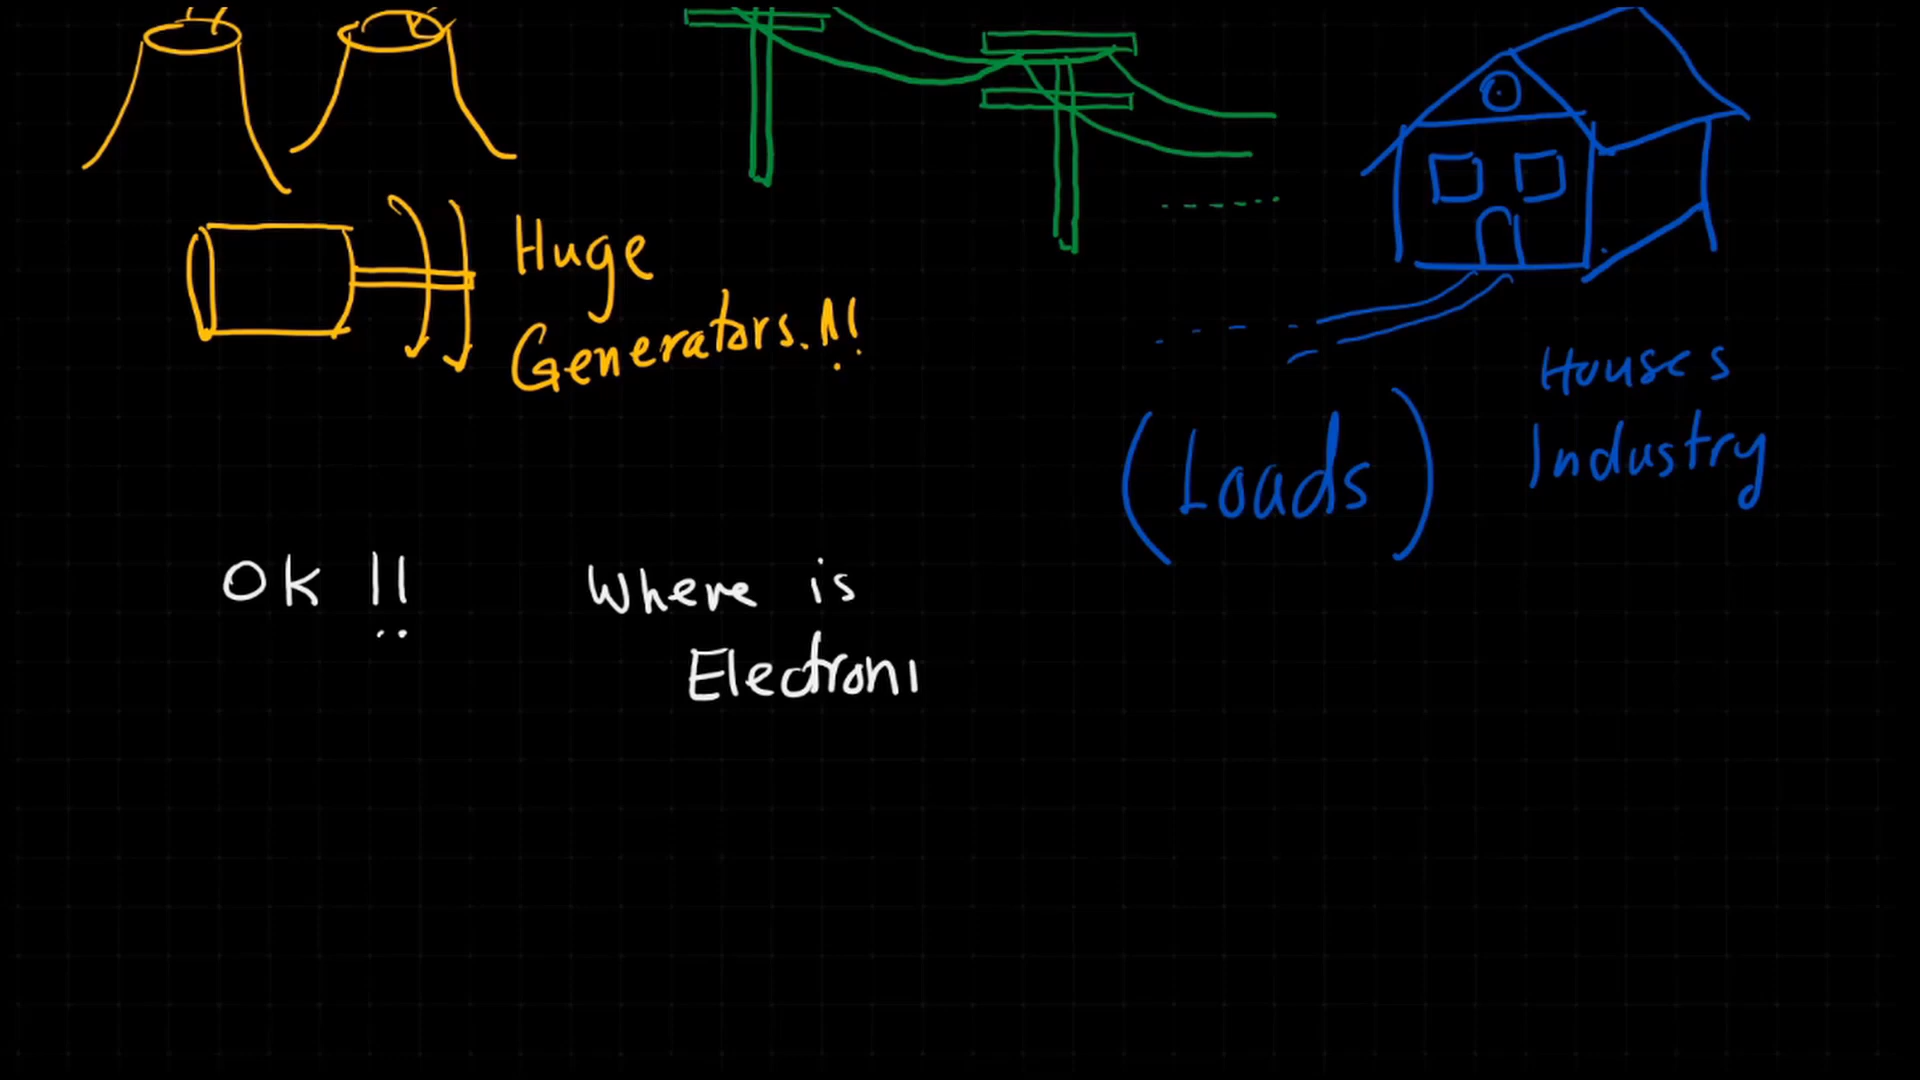 Huge
Generators.!!
Houses
Industry
(Loads)
OK !!
Where is
Electroni